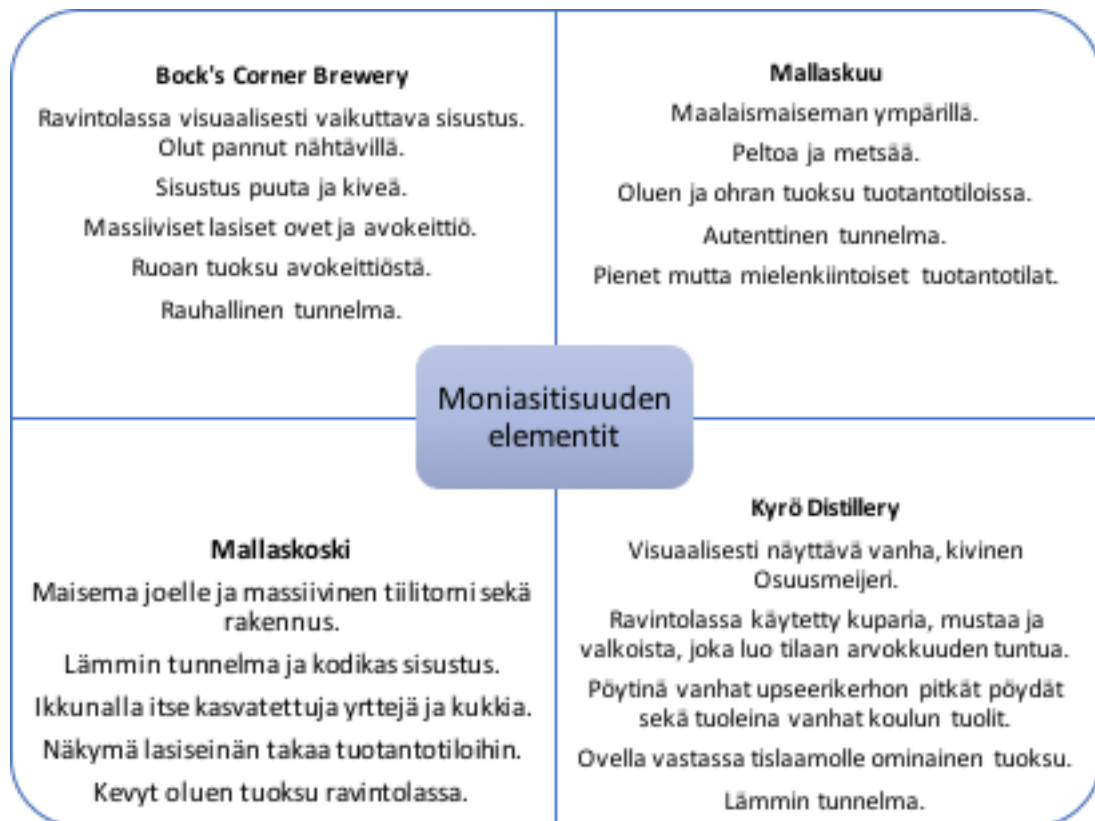 Bock's Corner Brewery
Ravintolassa visuaalisesti vaikuttava sisustus.
Olut pannut nähtävillä.
Sisustus puuta ja kiveä.
Massiiviset lasiset ovet ja avokeittiö.
Ruoan tuoksu avokeittiöstä.
Rauhallinen tunnelma.
Mallaskuu
Maalaismaiseman ympärillä.
Peltoa ja metsää.
Oluen ja ohran tuoksu tuotantotiloissa.
Autenttinen tunnelma.
Pienet mutta mielenkiintoiset tuotantotilat.
Moniasitisuuden
elementit
Mallaskoski
Maisema joelle ja massiivinen tiilitorni sekä
rakennus.
Lämmin tunnelma ja kodikas sisustus.
Ikkunalla itse kasvatettuja yrttejä ja kukkia.
Näkymä lasiseinän takaa tuotantotiloihin.
Kevyt oluen tuoksu ravintolassa.
Kyrö Distillery
Visuaalisesti näyttävä vanha, kivinen
Osuusmeijeri.
Ravintolassa käytetty kuparia, mustaa ja
valkoista, joka luo tilaan arvokkuuden tuntua.
Pöytinä vanhat upseerikerhon pitkät pöydät
sekä tuoleina vanhat koulun tuolit.
Ovella vastassa tislaamolle ominainen tuoksu.
Lämmin tunnelma.